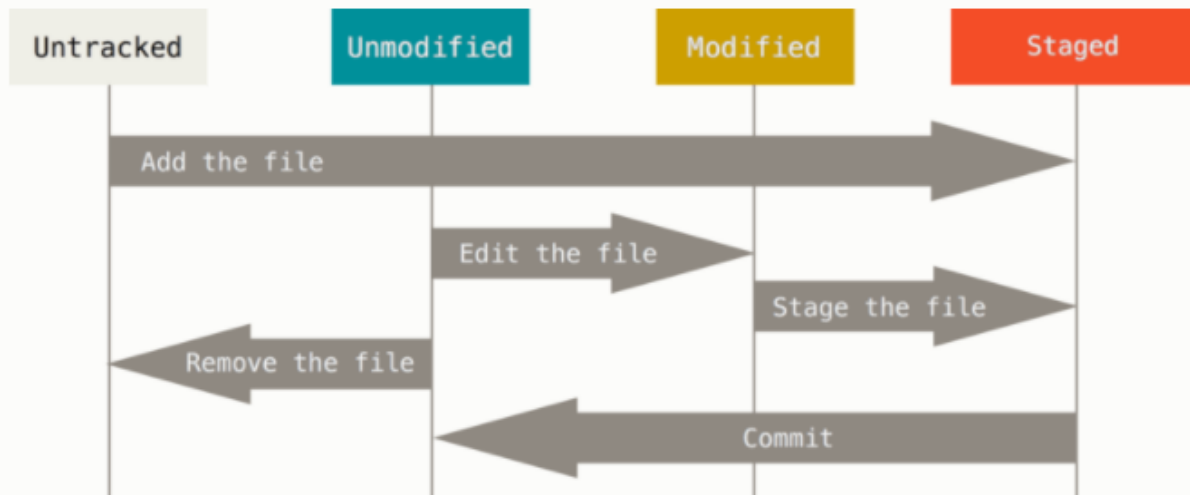 Untracked
Unmodified
Modified
Staged
Add the file
Edit the file
Stage the file
Remove the file
Commit